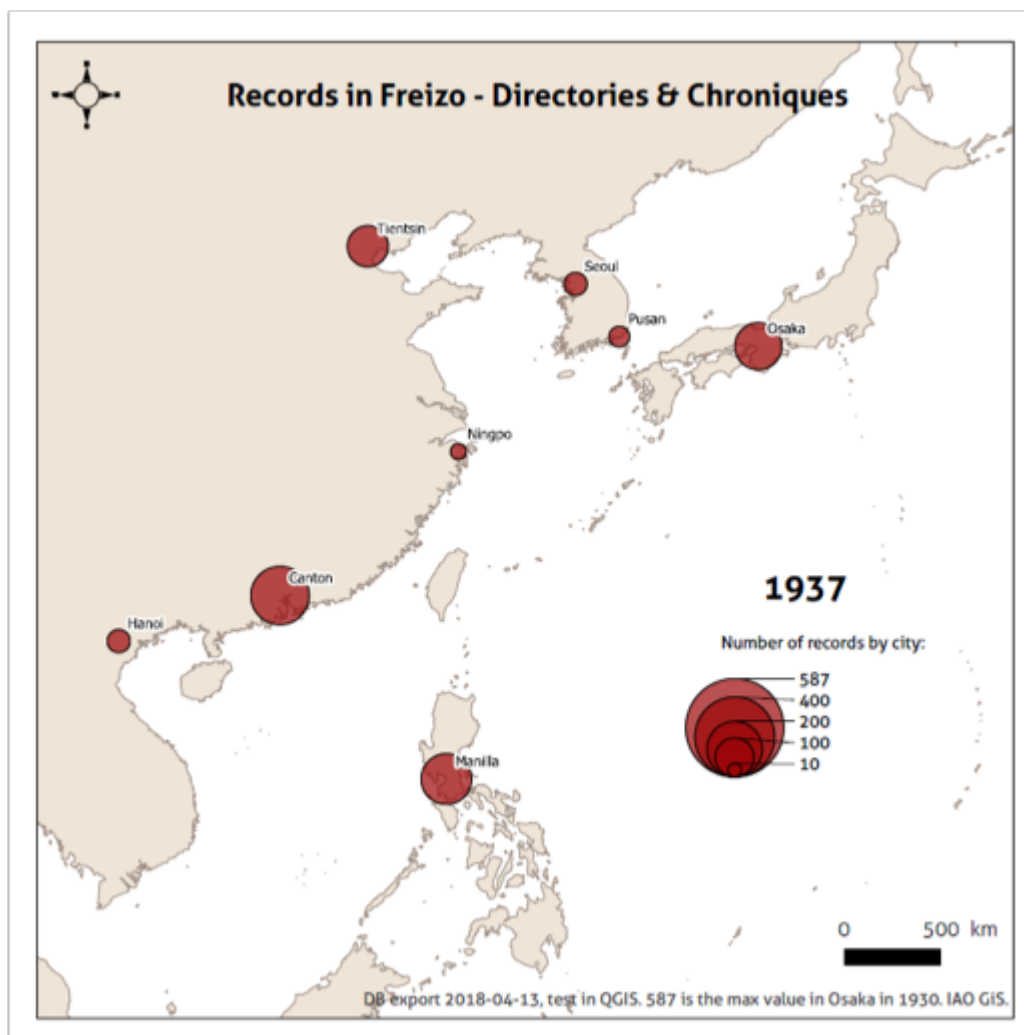 Records in Freizo - Directories & Chroniques
Tientsin
Seoul
Pusan
Osaka
Ningpo
Canton
Hanoi
Manilla
1937
Number of records by city:
587
400
200
100
10
0 500 km
DB export 2018-04-13, test in QGIS. 587 is the max value in Osaka in 1930. IAO GiS.